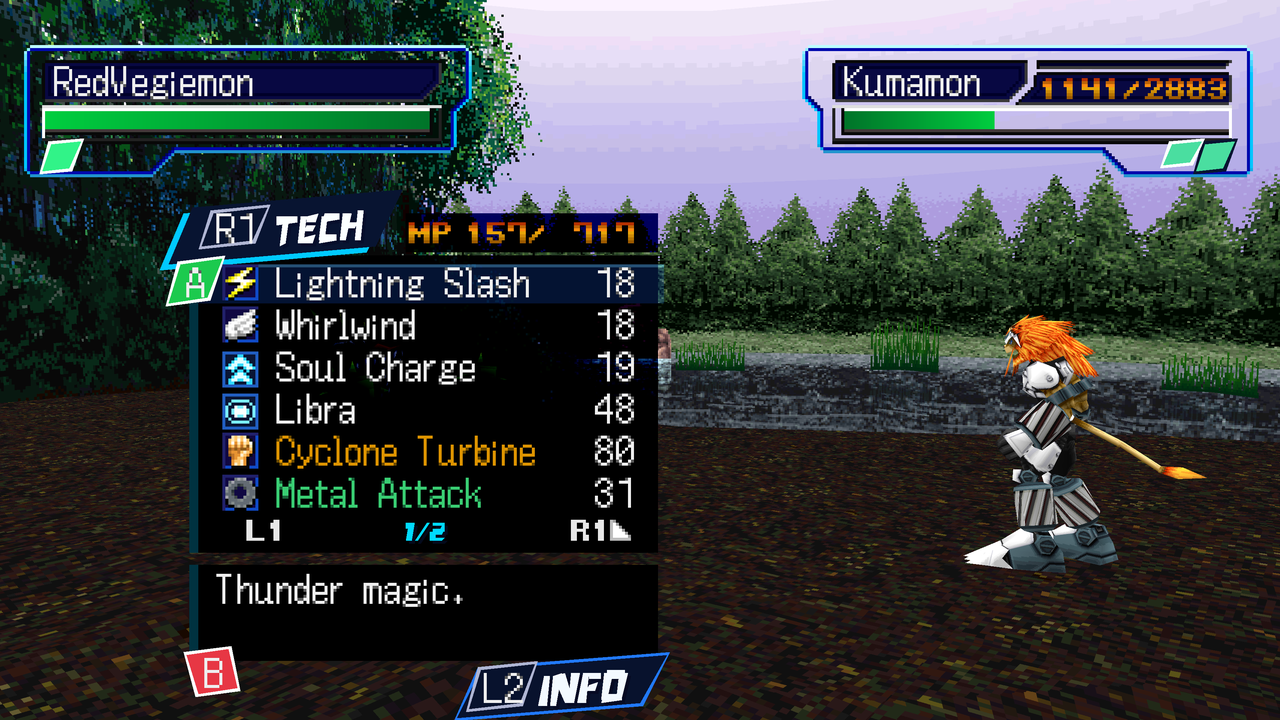 RedVegiemon
Kumamon 1141/2883
R1 TECH MP 157/ 717
A Lightning Slash 18
Whirlwind 18
Soul Charge 19
Libra 48
Cyclone Turbine 80
Metal Attack 31
L1 1/2 R1
Thunder magic.
B
L2 INFO